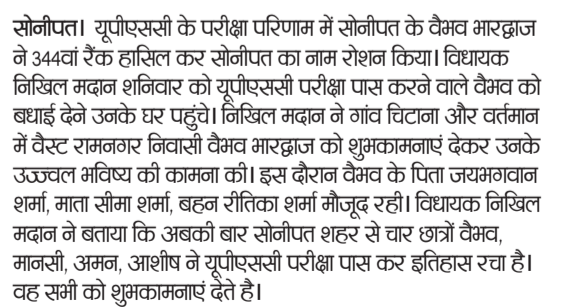 सोनीपत। यूपीएससी के परीक्षा परिणाम में सोनीपत के वैभव भारद्वाज
ने 344वां रैंक हासिल कर सोनीपत का नाम रोशन किया। विधायक
निखिल मदान शनिवार को यूपीएससी परीक्षा पास करने वाले वैभव को
बधाई देने उनके घर पहुंचे। निखिल मदान ने गांव चिटाना और वर्तमान
में वैस्ट रामनगर निवासी वैभव भारद्वाज को शुभकामनाएं देकर उनके
उज्ज्वल भविष्य की कामना की। इस दौरान वैभव के पिता जयभगवान
शर्मा, माता सीमा शर्मा, बहन रीतिका शर्मा मौजूद रही। विधायक निखिल
मदान ने बताया कि अबकी बार सोनीपत शहर से चार छात्रों वैभव,
मानसी, अमन, आशीष ने यूपीएससी परीक्षा पास कर इतिहास रचा है।
वह सभी को शुभकामनाएं देते है।